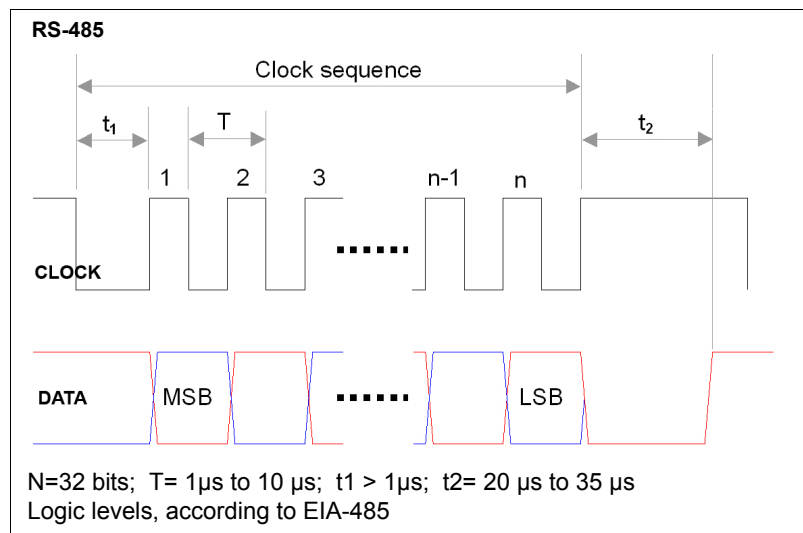 RS-485
Clock sequence
t₁ T t₂
1 2 3 n-1 n
CLOCK
DATA MSB LSB
N=32 bits; T= 1µs to 10 µs; t1 > 1µs; t2= 20 µs to 35 µs
Logic levels, according to EIA-485